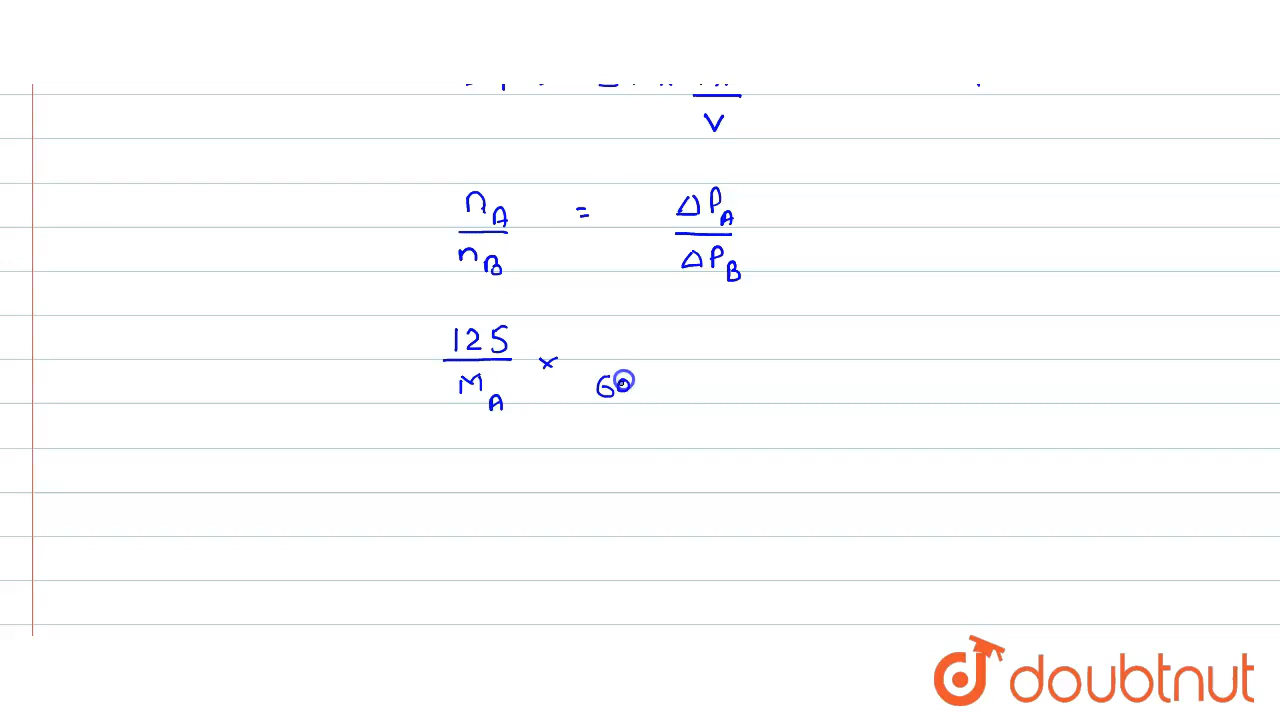 V
n_A / n_B = ΔP_A / ΔP_B
125 / M_A × 60
doubtnut